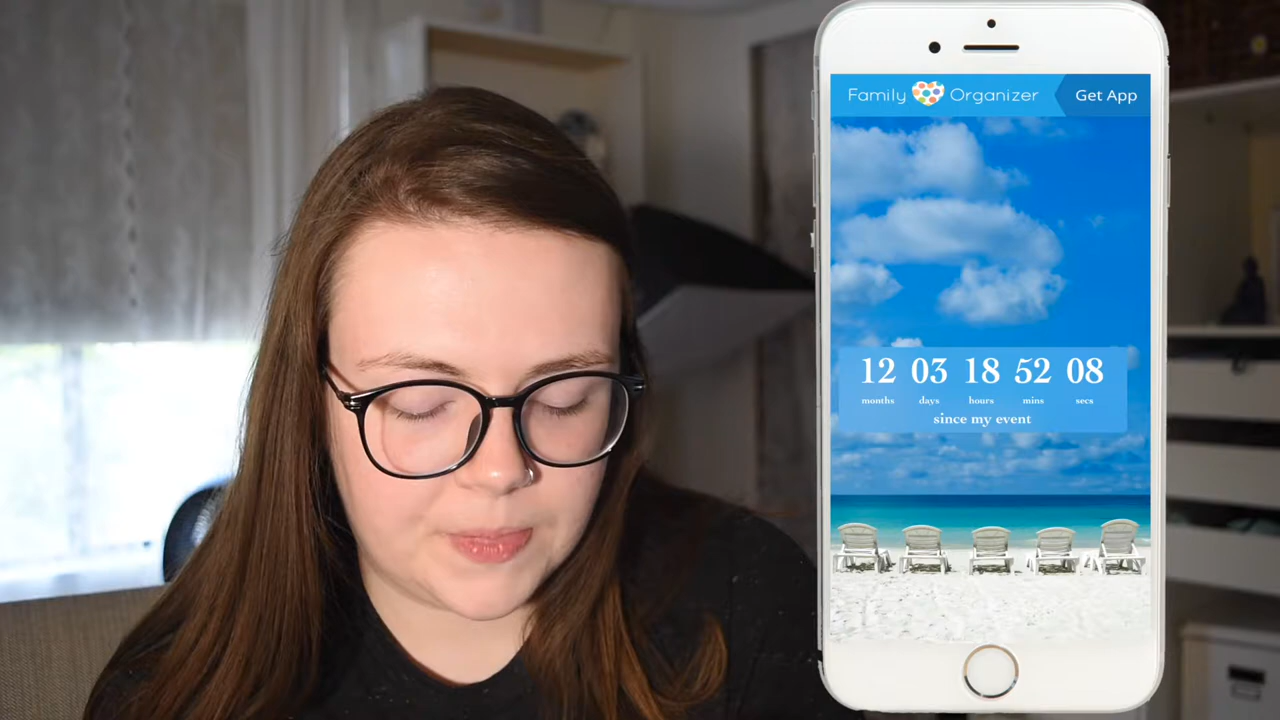 Family Organizer
Get App
12 03 18 52 08
months days hours mins secs
since my event